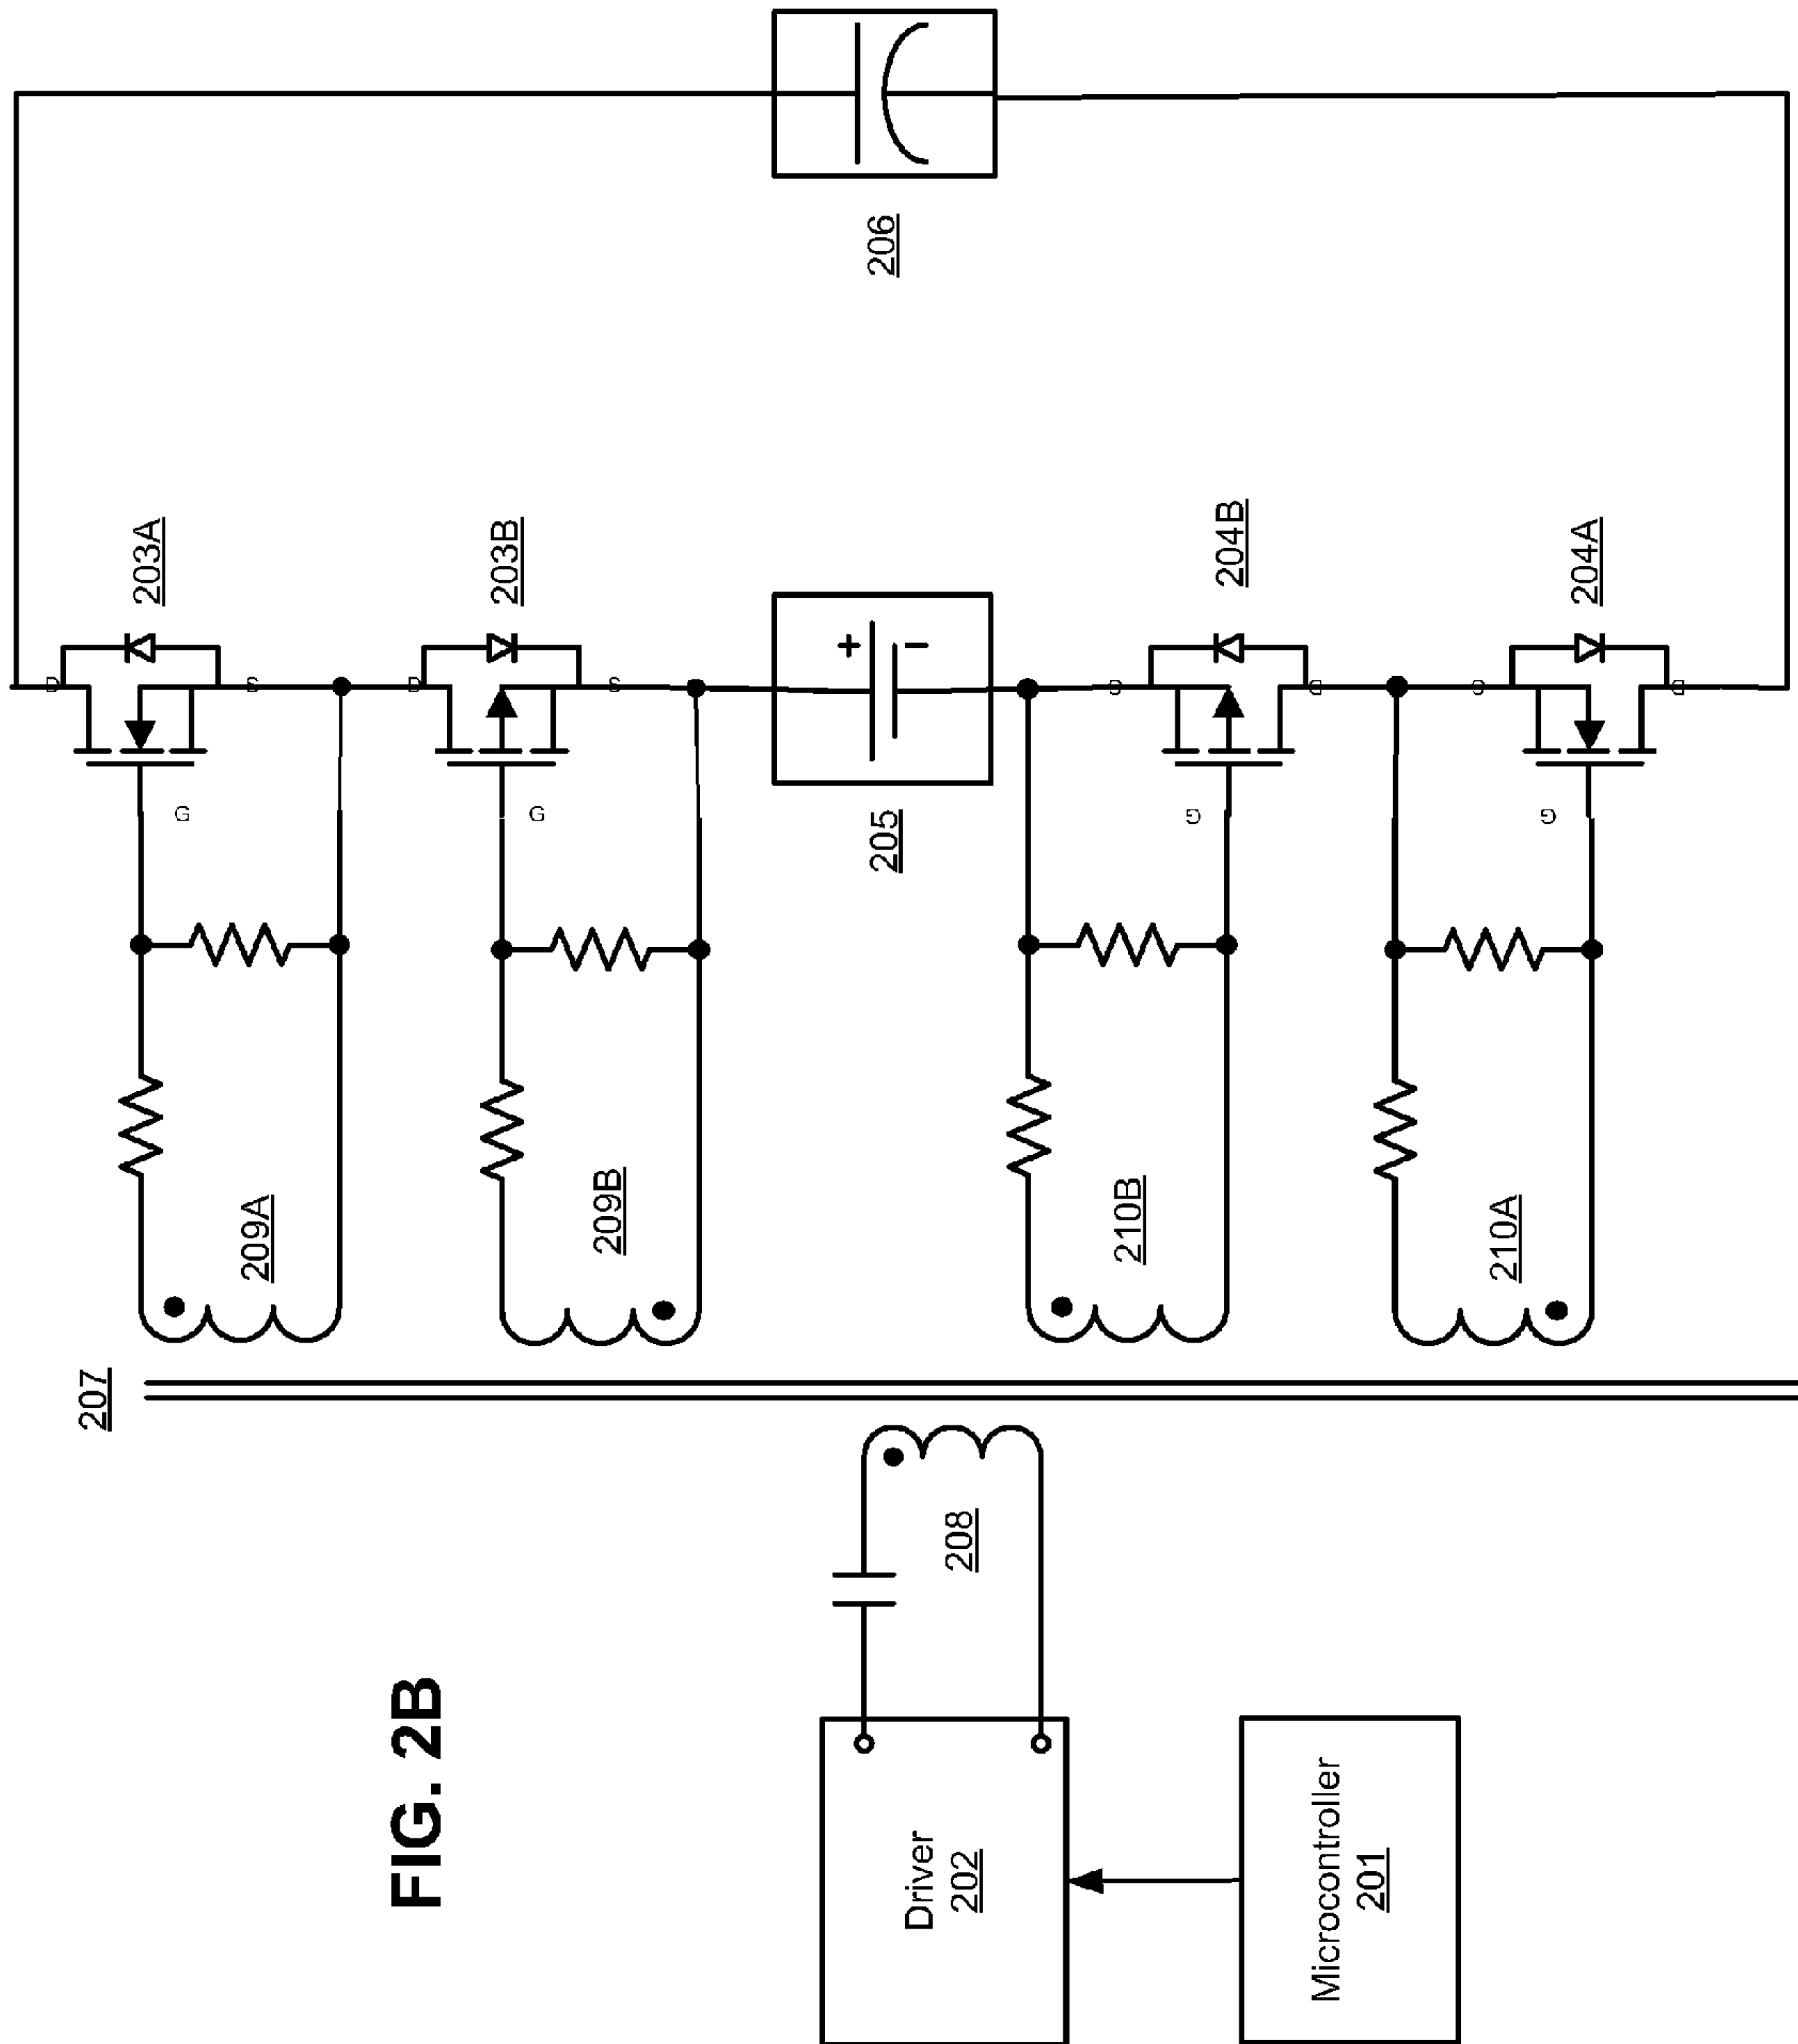 206
203A
203B
204B
204A
D
S
D
S
G
G
G
G
+
-
205
209A
209B
210B
210A
207
208
FIG. 2B
Driver
202
Microcontroller
201